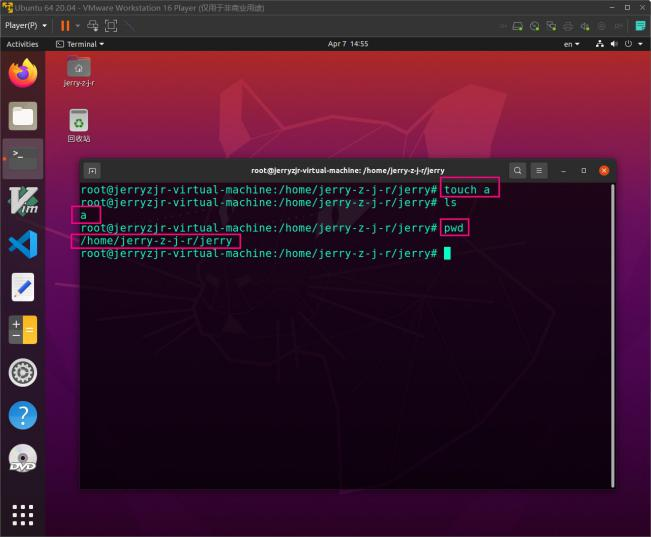 Ubuntu 64 20.04 - VMware Workstation 16 Player (仅用于非商业用途)
Player(P)
Activities
Terminal
Apr 7 14:55
en
jerry-z-j-r
回收站
root@jerryzjr-virtual-machine: /home/jerry-z-j-r/jerry
root@jerryzjr-virtual-machine:/home/jerry-z-j-r/jerry# touch a
root@jerryzjr-virtual-machine:/home/jerry-z-j-r/jerry# ls
a
root@jerryzjr-virtual-machine:/home/jerry-z-j-r/jerry# pwd
/home/jerry-z-j-r/jerry
root@jerryzjr-virtual-machine:/home/jerry-z-j-r/jerry#
>_
Vim
DVD